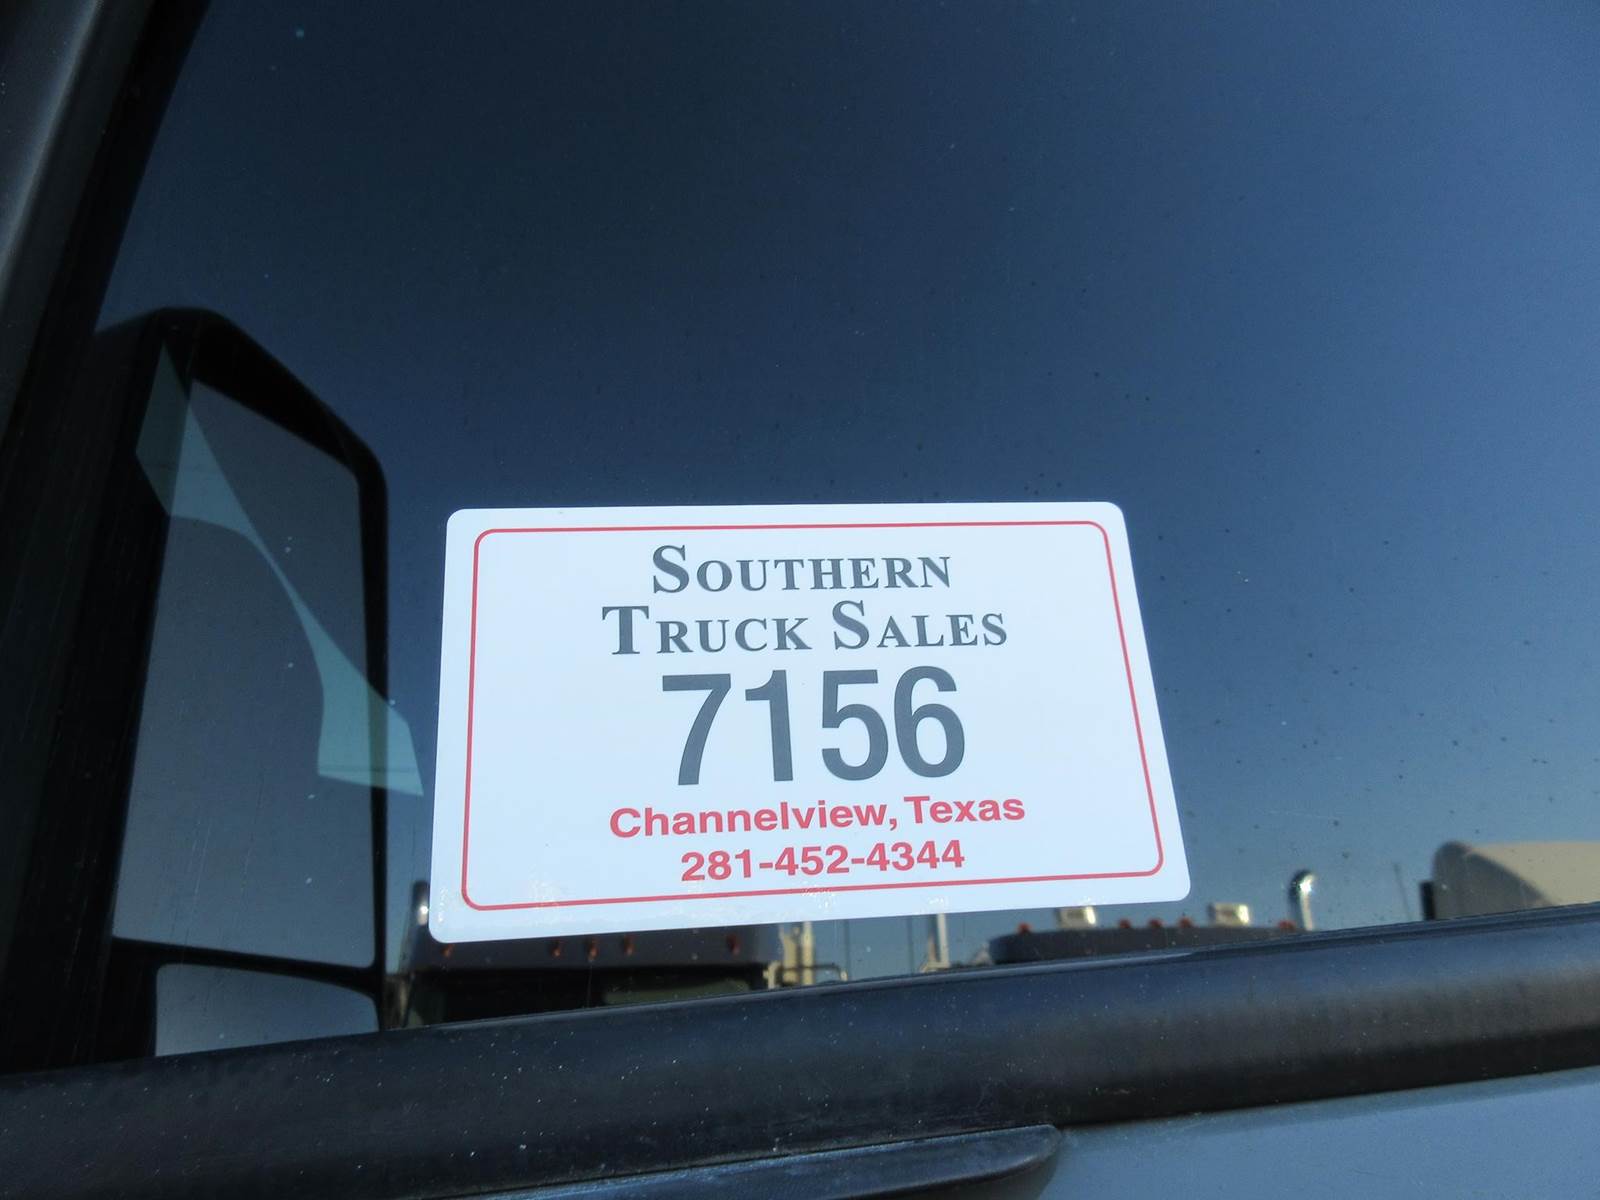 SOUTHERN
TRUCK SALES
7156
Channelview, Texas
281-452-4344